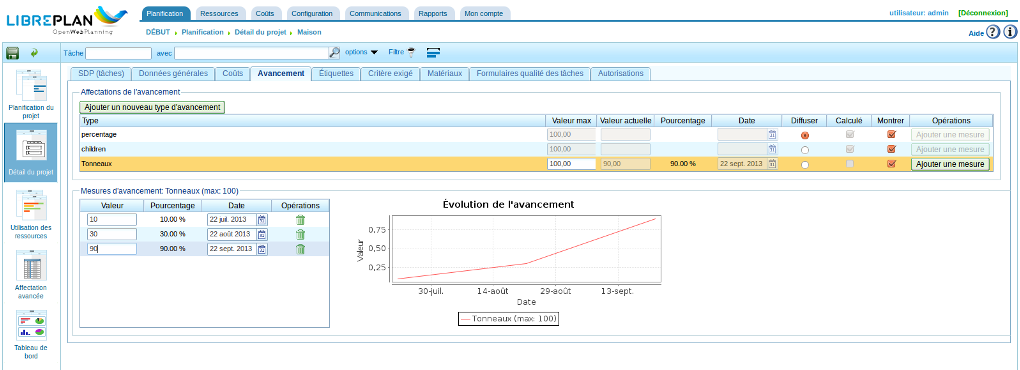 LIBREPLAN
OpenWebPlanning
Planification Ressources Coûts Configuration Communications Rapports Mon compte
utilisateur: admin [Déconnexion]
DÉBUT Planification Détail du projet Maison
Aide
Tâche avec options Filtre
Planification du projet
Détail du projet
Utilisation des ressources
Affectation avancée
Tableau de bord
SDP (tâches) Données générales Coûts Avancement Étiquettes Critère exigé Matériaux Formulaires qualité des tâches Autorisations
Affectations de l'avancement
Ajouter un nouveau type d'avancement
Type Valeur max Valeur actuelle Pourcentage Date Diffuser Calculé Montrer Opérations
percentage 100,00 Ajouter une mesure
children 100,00 Ajouter une mesure
Tonneaux 100,00 90,00 90.00 % 22 sept. 2013 Ajouter une mesure
Mesures d'avancement: Tonneaux (max: 100)
Valeur Pourcentage Date Opérations
10 10.00 % 22 juil. 2013
30 30.00 % 22 août 2013
90 90.00 % 22 sept. 2013
Évolution de l'avancement
Valeur
0,75
0,50
0,25
30-juil. 14-août 29-août 13-sept.
Date
Tonneaux (max: 100)